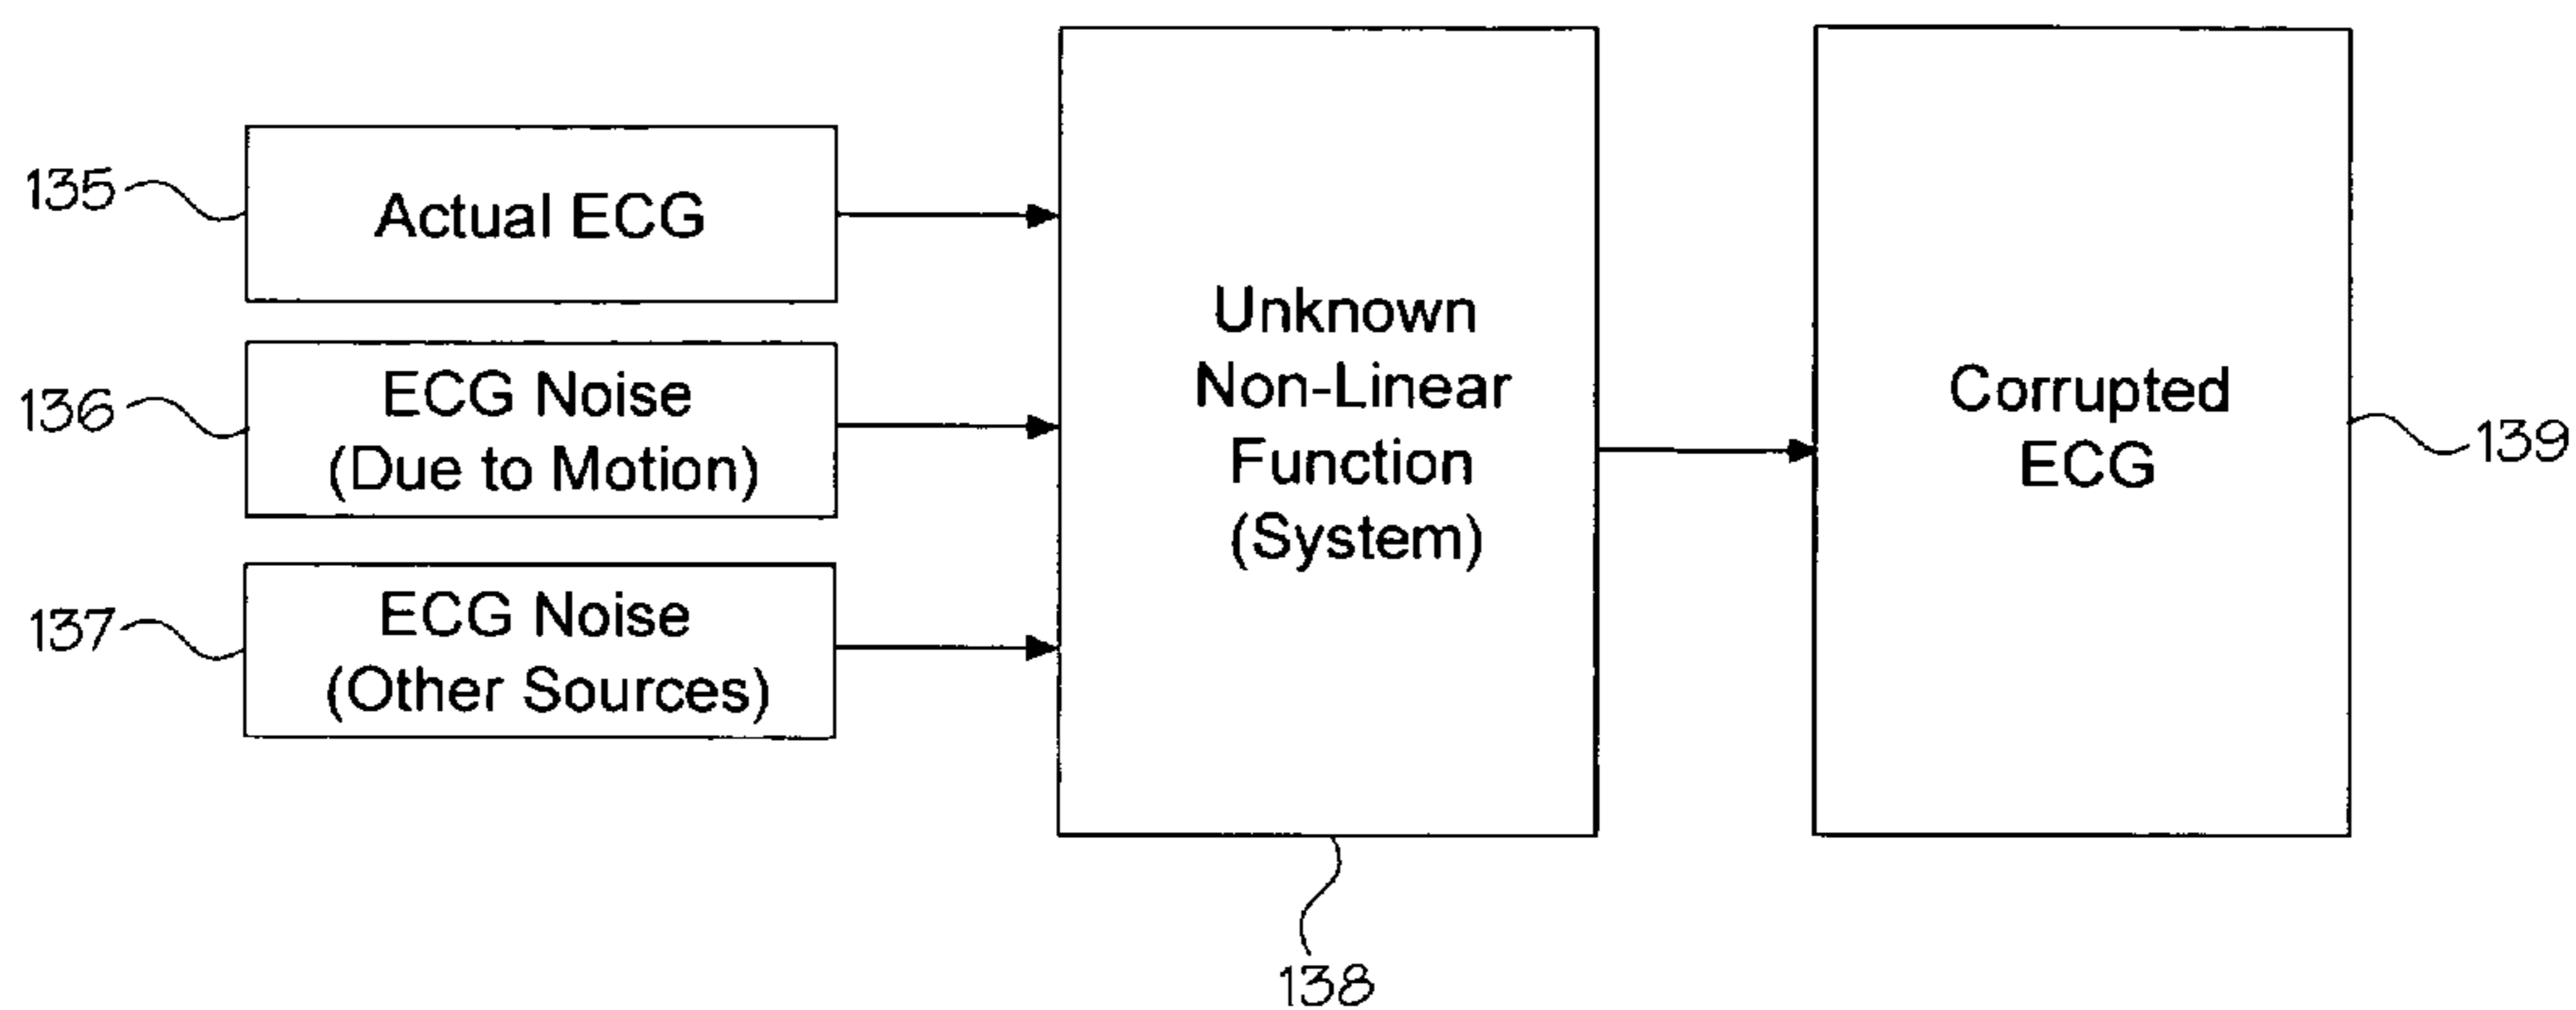 135
Actual ECG
136
ECG Noise
(Due to Motion)
137
ECG Noise
(Other Sources)
Unknown
Non-Linear
Function
(System)
138
Corrupted
ECG
139